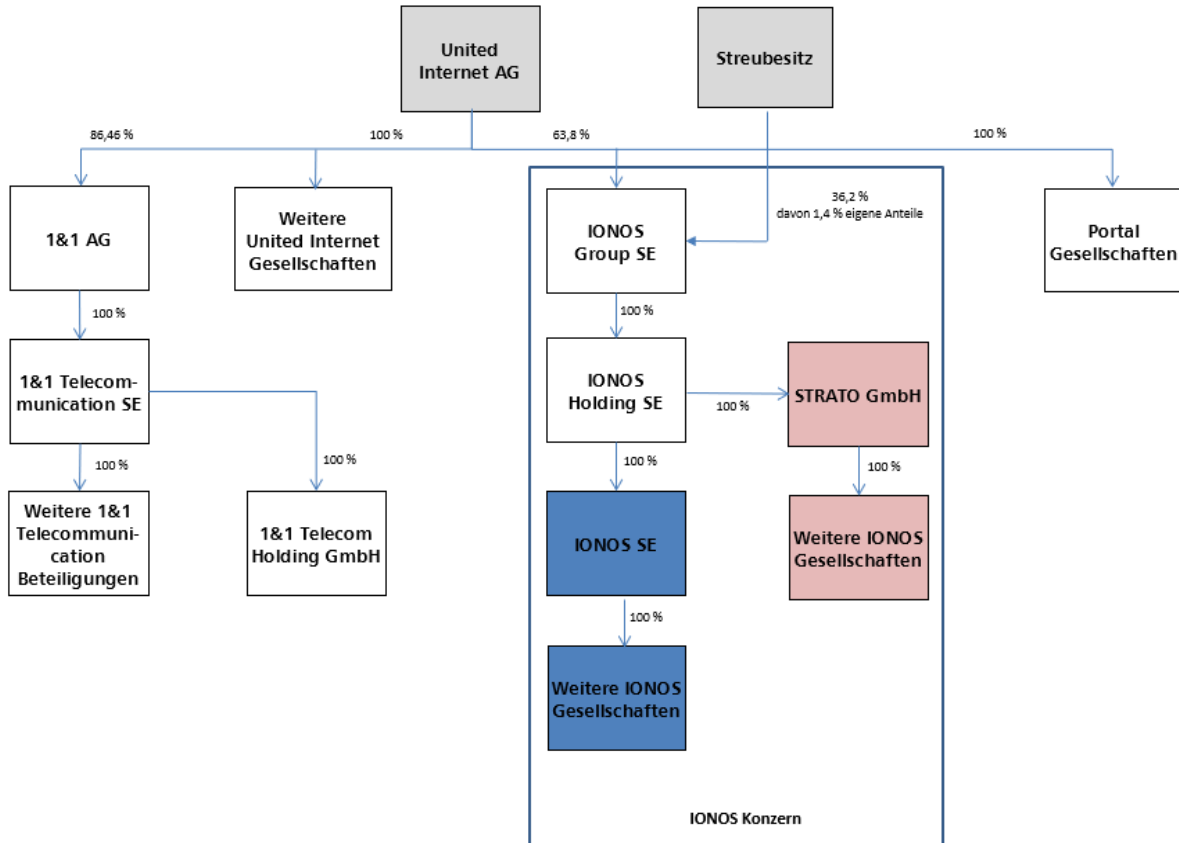 United
Internet AG
Streubesitz
86,46 %
100 %
63,8 %
100 %
1&1 AG
Weitere
United Internet
Gesellschaften
IONOS
Group SE
36,2 %
davon 1,4 % eigene Anteile
Portal
Gesellschaften
100 %
100 %
1&1 Telecom-
munication SE
IONOS
Holding SE
100 %
STRATO GmbH
100 %
100 %
100 %
100 %
Weitere 1&1
Telecommuni-
cation
Beteiligungen
1&1 Telecom
Holding GmbH
IONOS SE
Weitere IONOS
Gesellschaften
100 %
Weitere IONOS
Gesellschaften
IONOS Konzern